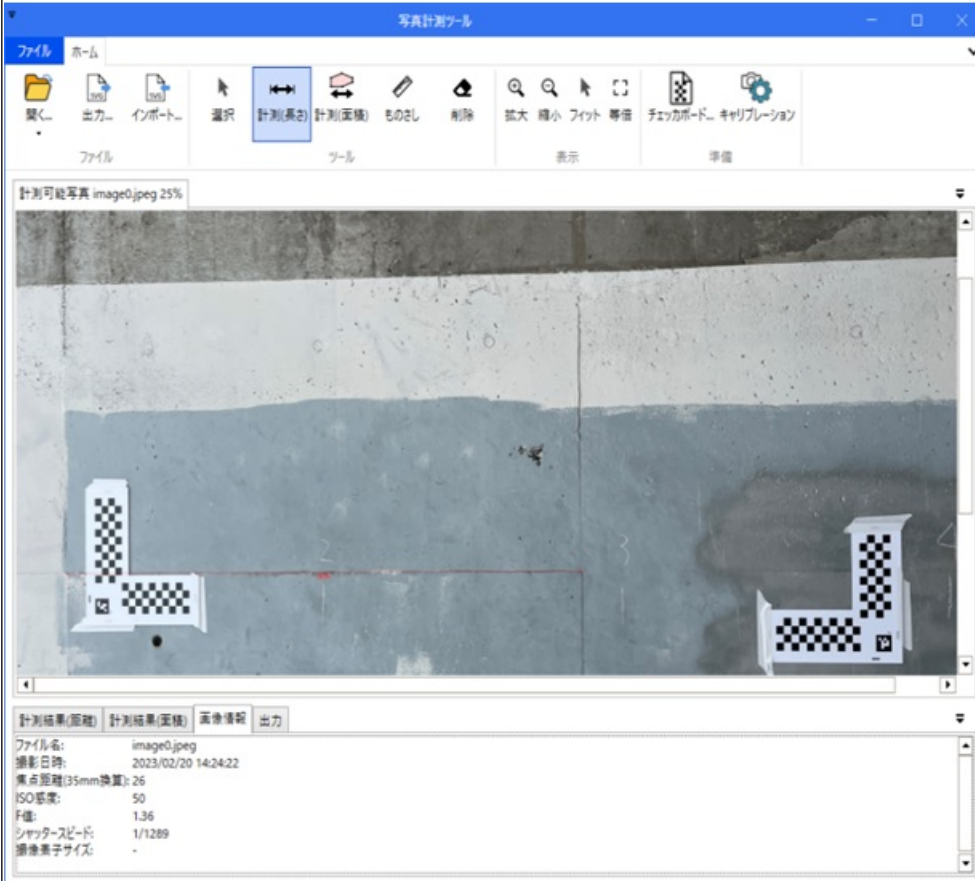 写真計測ツール
ファイル ホーム
開く... 出力... インポート... 選択 計測(長さ) 計測(面積) ものさし 削除 拡大 縮小 フィット 等倍 チェッカボード... キャリブレーション
SVG SVG
ファイル ツール 表示 準備
計測可能写真 image0.jpeg 25%
2 3
計測結果(距離) 計測結果(面積) 画像情報 出力
ファイル名: image0.jpeg
撮影日時: 2023/02/20 14:24:22
焦点距離(35mm換算): 26
ISO感度: 50
F値: 1.36
シャッタースピード: 1/1289
撮像素子サイズ: -